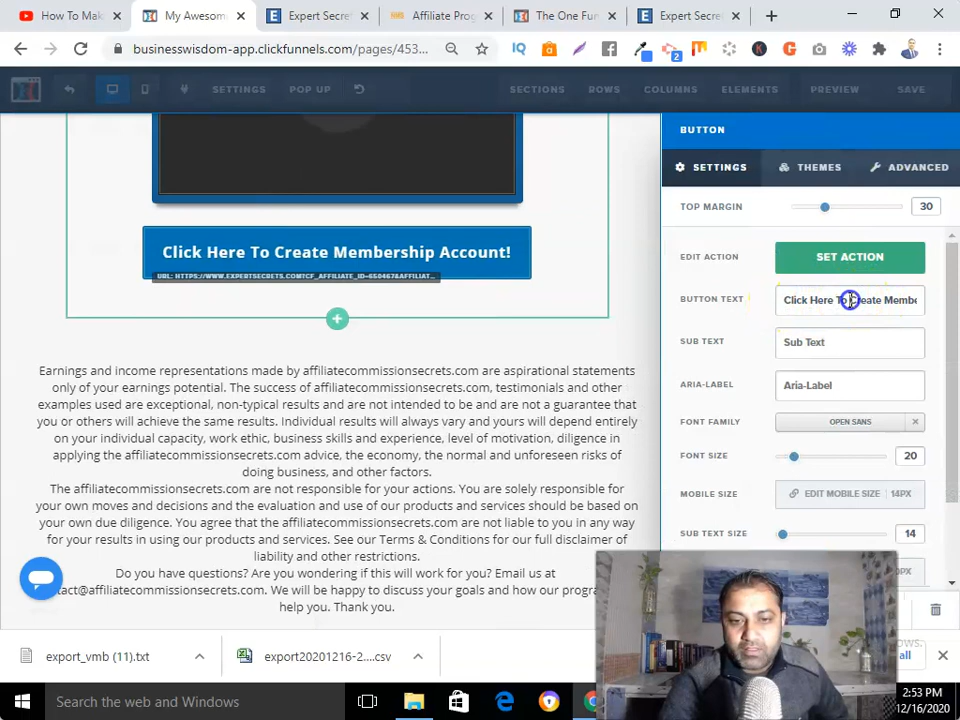 How To Mak
My Awesom
Expert Secret
Affiliate Prog
The One Fun
Expert Secre
businesswisdom-app.clickfunnels.com/pages/453...
2
SETTINGS
POP UP
SECTIONS
ROWS
COLUMNS
ELEMENTS
PREVIEW
SAVE
BUTTON
SETTINGS
THEMES
ADVANCED
TOP MARGIN
30
EDIT ACTION
SET ACTION
BUTTON TEXT
Click Here To Create Membe
SUB TEXT
Sub Text
ARIA-LABEL
Aria-Label
FONT FAMILY
OPEN SANS
FONT SIZE
20
MOBILE SIZE
EDIT MOBILE SIZE
14PX
SUB TEXT SIZE
14
Click Here To Create Membership Account!
URL: HTTPS://WWW.EXPERTSECRETS.COM?CF_AFFILIATE_ID=650467&AFFILIAT...
Earnings and income representations made by affiliatecommissionsecrets.com are aspirational statements
only of your earnings potential. The success of affiliatecommissionsecrets.com, testimonials and other
examples used are exceptional, non-typical results and are not intended to be and are not a guarantee that
you or others will achieve the same results. Individual results will always vary and yours will depend entirely
on your individual capacity, work ethic, business skills and experience, level of motivation, diligence in
applying the affiliatecommissionsecrets.com advice, the economy, the normal and unforeseen risks of
doing business, and other factors.
The affiliatecommissionsecrets.com are not responsible for your actions. You are solely responsible for
your own moves and decisions and the evaluation and use of our products and services should be based on
your own due diligence. You agree that the affiliatecommissionsecrets.com are not liable to you in any way
for your results in using our products and services. See our Terms & Conditions for our full disclaimer of
liability and other restrictions.
Do you have questions? Are you wondering if this will work for you? Email us at
tact@affiliatecommissionsecrets.com. We will be happy to discuss your goals and how our progra
help you. Thank you.
export_vmb (11).txt
export20201216-2....csv
all
Search the web and Windows
2:53 PM
12/16/2020